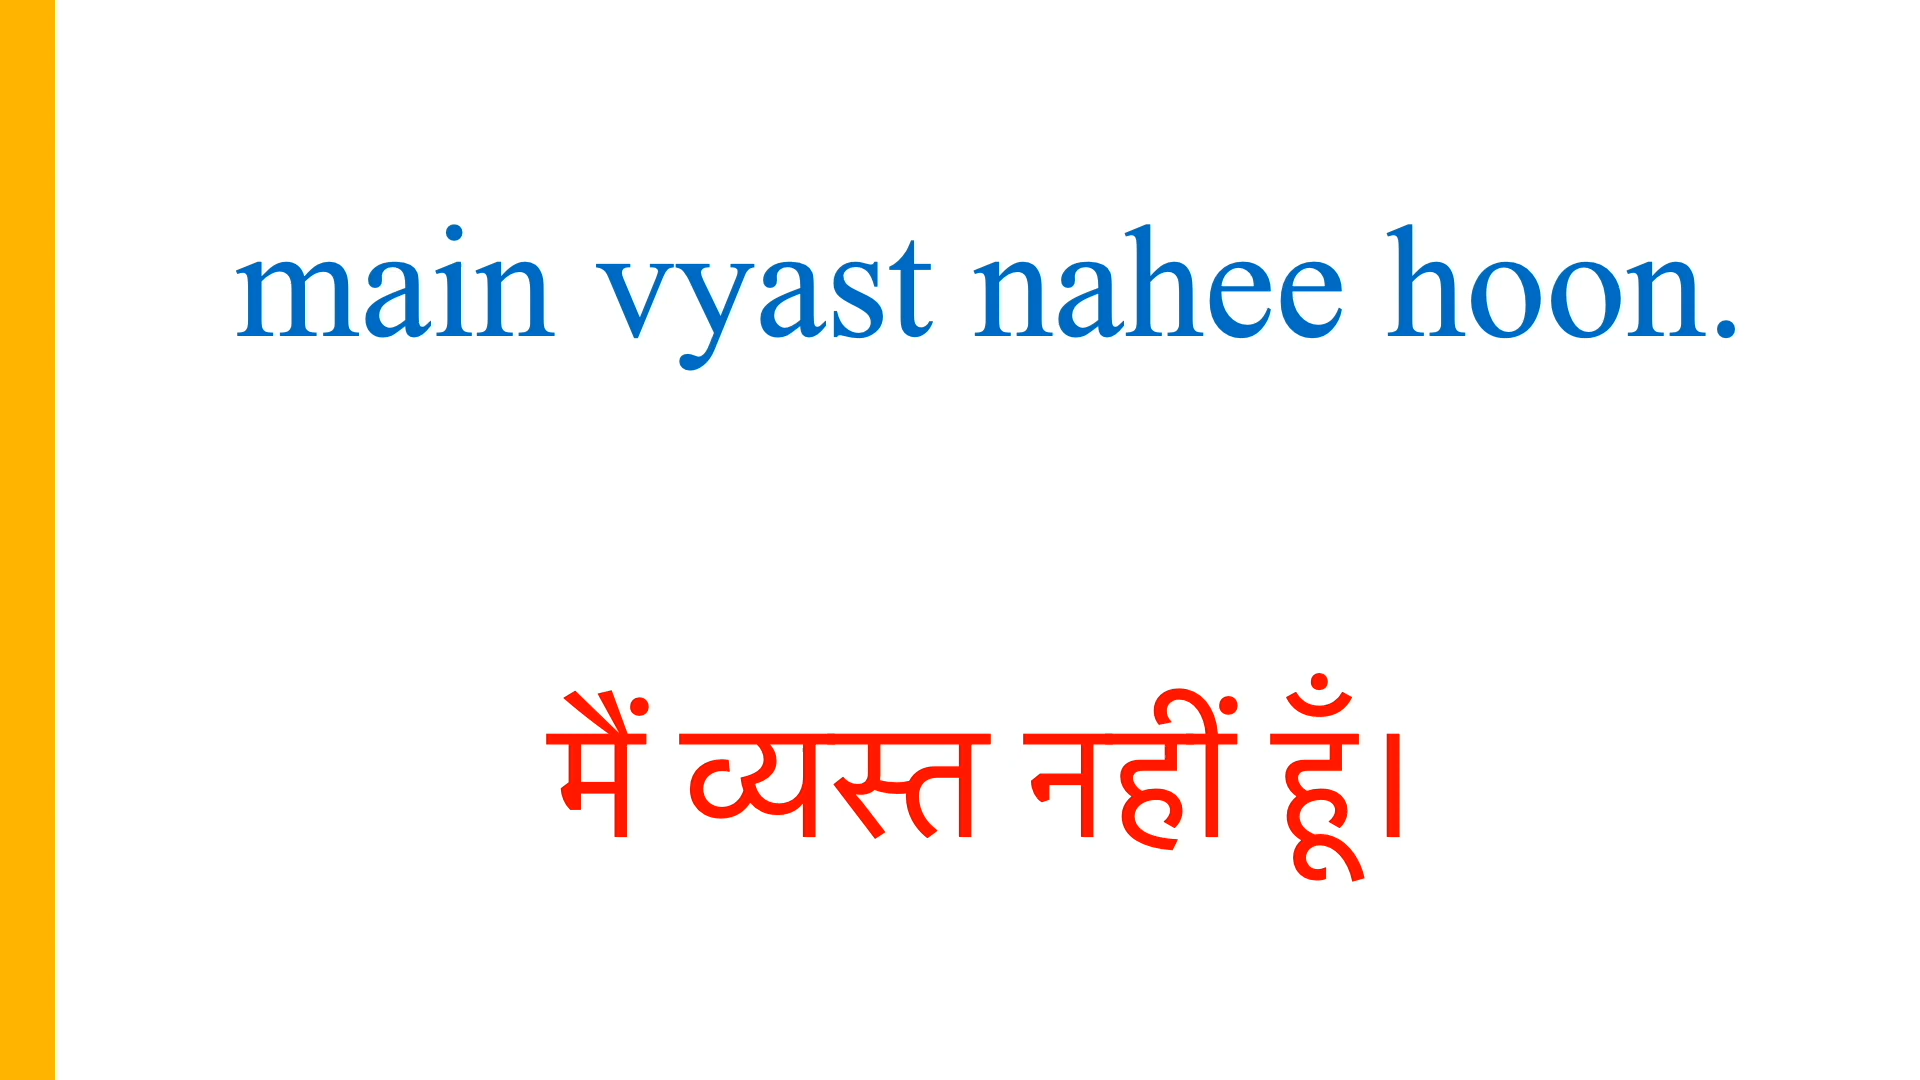 main vyast nahee hoon.
मैं व्यस्त नहीं हूँ।